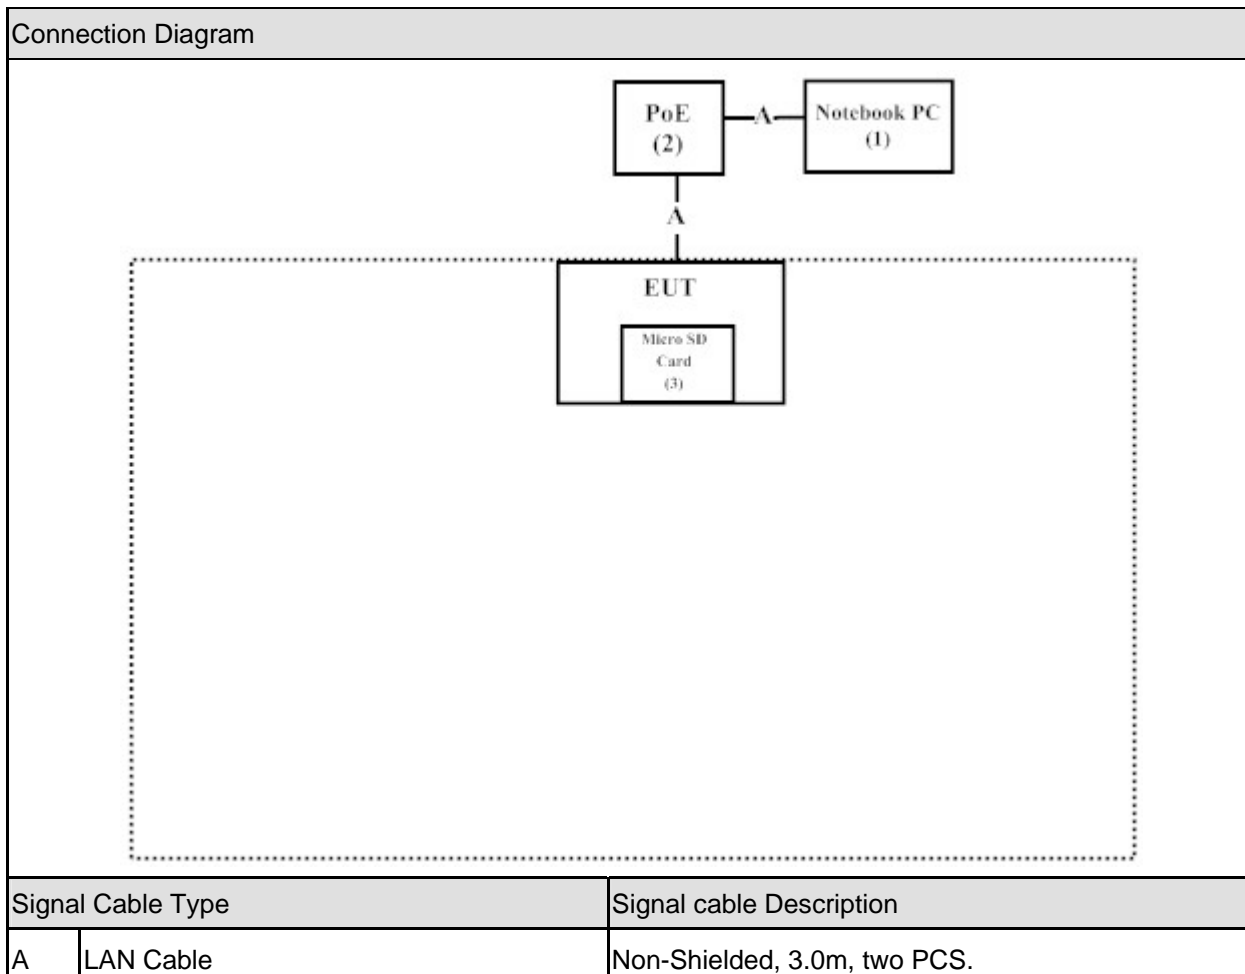 Connection Diagram
PoE
(2)
A
Notebook PC
(1)
A
EUT
Micro SD
Card
(3)
Signal Cable Type
Signal cable Description
A
LAN Cable
Non-Shielded, 3.0m, two PCS.